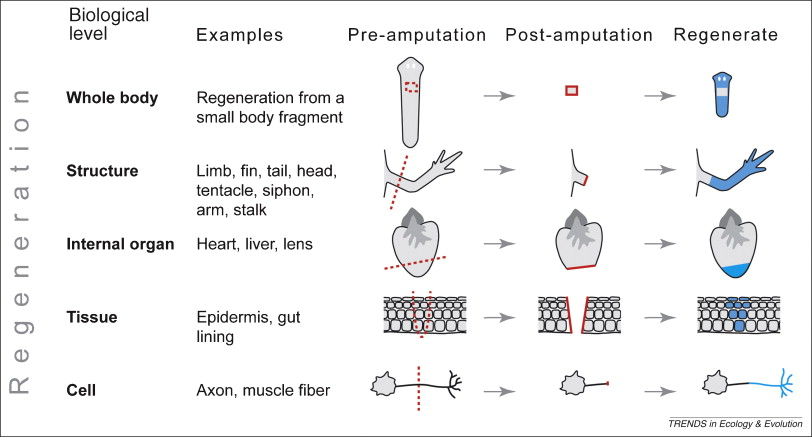 Biological
level
Examples
Pre-amputation
Post-amputation
Regenerate
Regeneration
Whole body
Regeneration from a
small body fragment
Structure
Limb, fin, tail, head,
tentacle, siphon,
arm, stalk
Internal organ
Heart, liver, lens
Tissue
Epidermis, gut
lining
Cell
Axon, muscle fiber
TRENDS in Ecology & Evolution